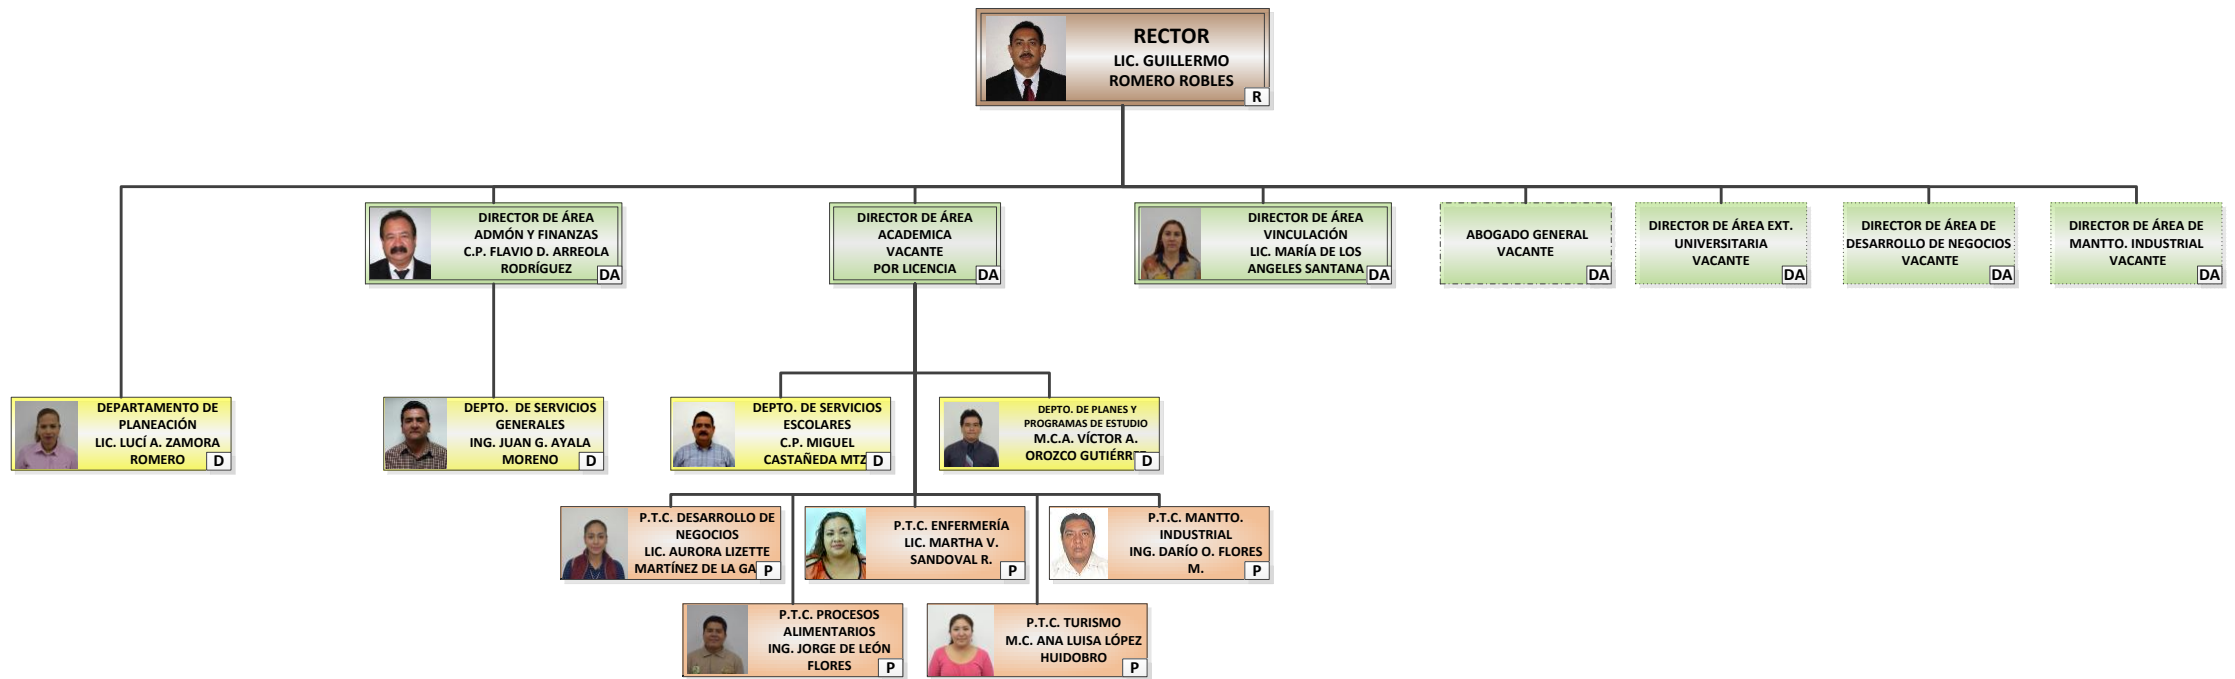 RECTOR
LIC. GUILLERMO
ROMERO ROBLES
R
DIRECTOR DE ÁREA
ADMÓN Y FINANZAS
C.P. FLAVIO D. ARREOLA
RODRÍGUEZ
DA
DIRECTOR DE ÁREA
ACADEMICA
VACANTE
POR LICENCIA
DA
DIRECTOR DE ÁREA
VINCULACIÓN
LIC. MARÍA DE LOS
ANGELES SANTANA
DA
ABOGADO GENERAL
VACANTE
DA
DIRECTOR DE ÁREA EXT.
UNIVERSITARIA
VACANTE
DA
DIRECTOR DE ÁREA DE
DESARROLLO DE NEGOCIOS
VACANTE
DA
DIRECTOR DE ÁREA DE
MANTTO. INDUSTRIAL
VACANTE
DA
DEPARTAMENTO DE
PLANEACIÓN
LIC. LUCÍ A. ZAMORA
ROMERO
D
DEPTO. DE SERVICIOS
GENERALES
ING. JUAN G. AYALA
MORENO
D
DEPTO. DE SERVICIOS
ESCOLARES
C.P. MIGUEL
CASTAÑEDA MTZ
D
DEPTO. DE PLANES Y
PROGRAMAS DE ESTUDIO
M.C.A. VÍCTOR A.
OROZCO
D
P.T.C. DESARROLLO DE
NEGOCIOS
LIC. AURORA LIZETTE
MARTÍNEZ DE LA
P
P.T.C. ENFERMERÍA
LIC. MARTHA V.
SANDOVAL R.
P
P.T.C. MANTTO.
INDUSTRIAL
ING. DARÍO O. FLORES
M.
P
P.T.C. PROCESOS
ALIMENTARIOS
ING. JORGE DE LEÓN
FLORES
P
P.T.C. TURISMO
M.C. ANA LUISA LÓPEZ
HUIDOBRO
P